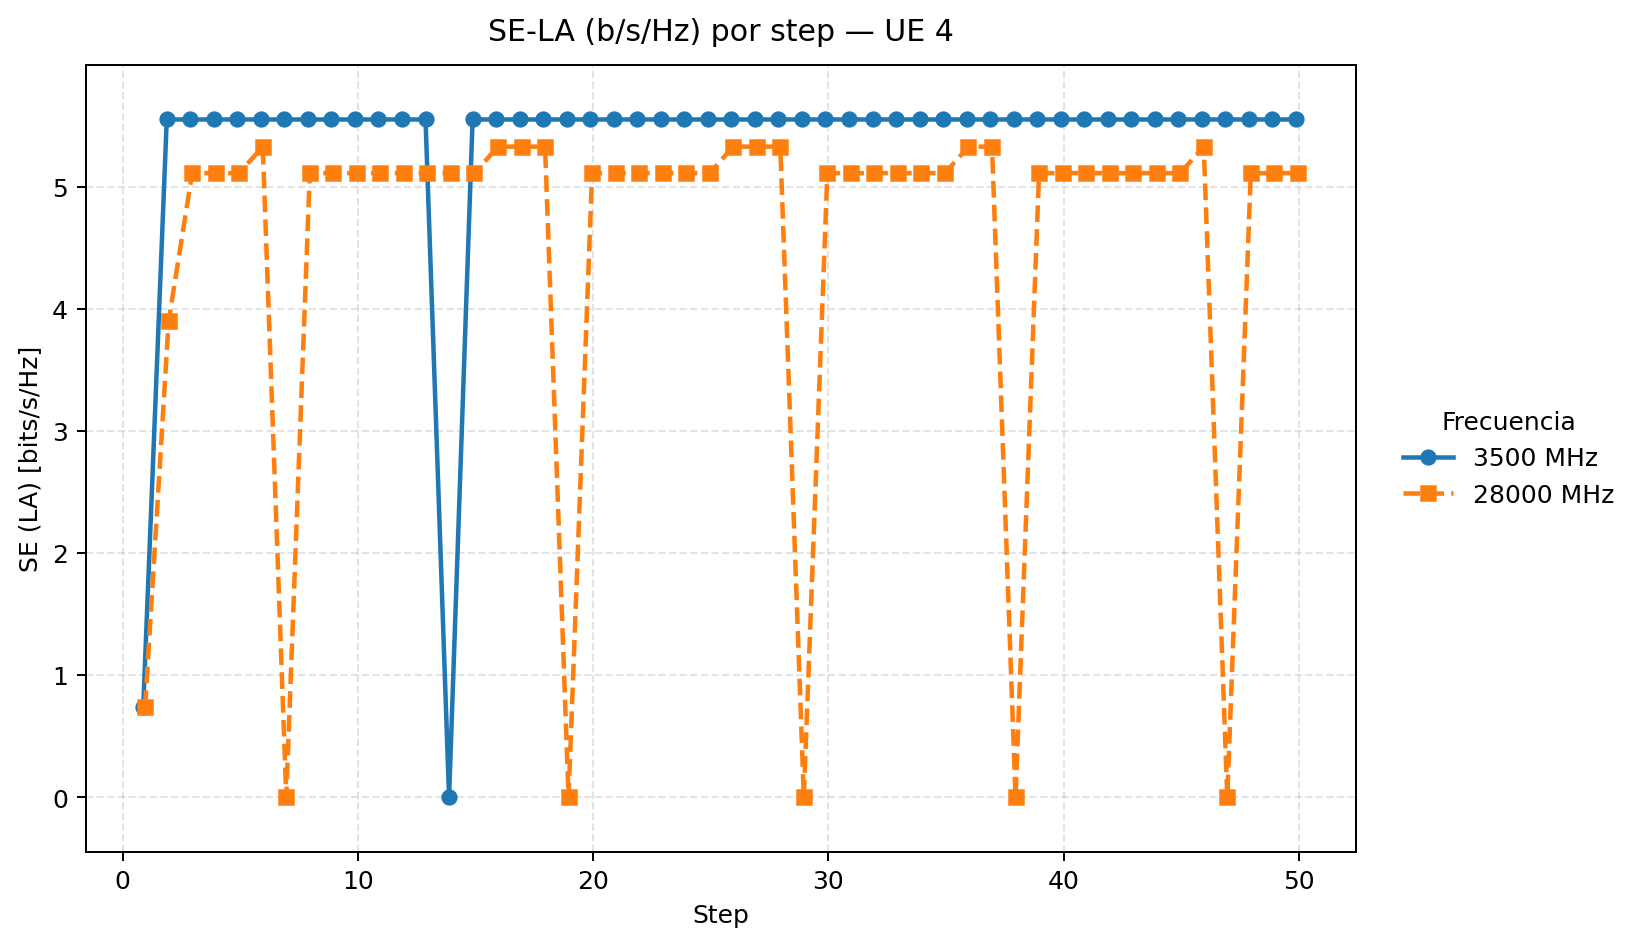 SE-LA (b/s/Hz) por step — UE 4
SE (LA) [bits/s/Hz]
5
4
3
2
1
0
0 10 20 30 40 50
Step
Frecuencia
3500 MHz
28000 MHz